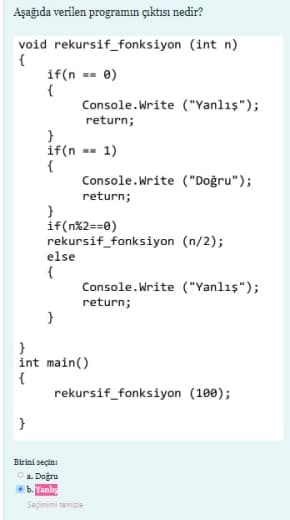 Aşağıda verilen programın çıktısı nedir?
void rekursif_fonksiyon (int n)
{
if(n == 0)
{
Console.Write ("Yanlış");
return;
}
if(n == 1)
{
Console.Write ("Doğru");
return;
}
if(n%2==0)
rekursif_fonksiyon (n/2);
else
{
Console.Write ("Yanlış");
return;
}
}
int main()
{
rekursif_fonksiyon (100);
}
Birini seçin:
a. Doğru
b. Yanlış
Seçimimi temizle